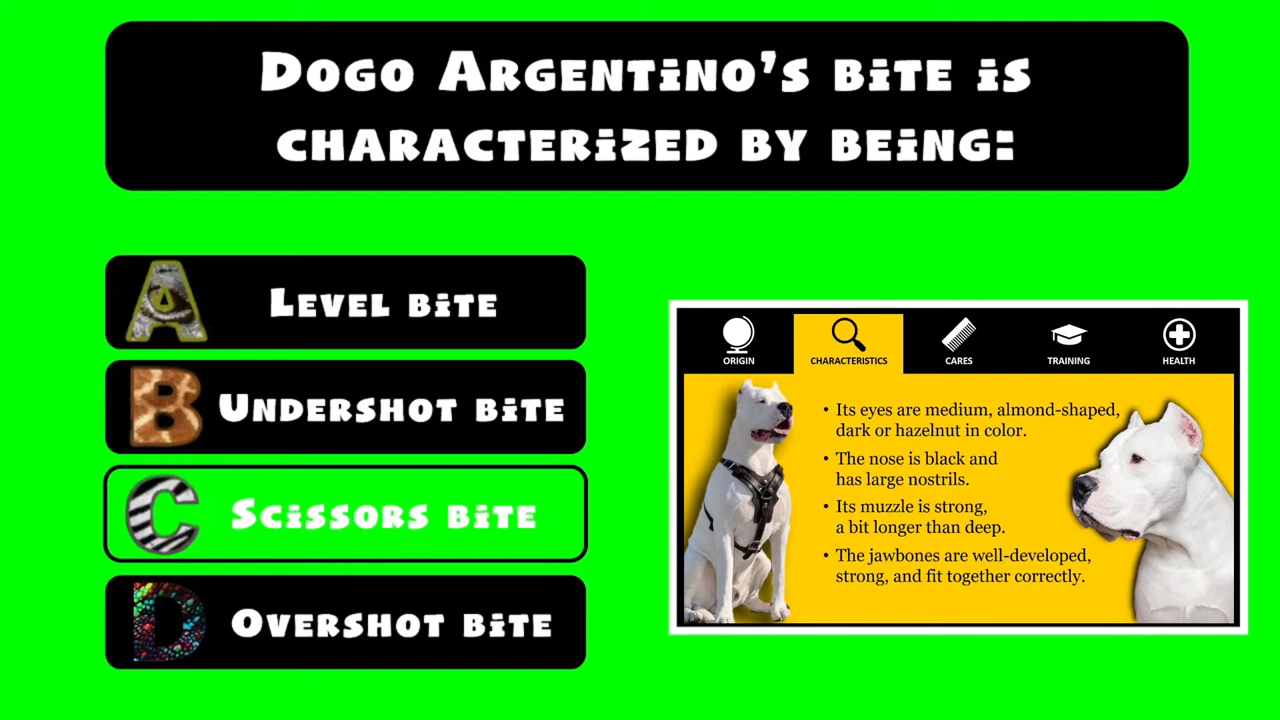 Dogo Argentino's bite is
characterized by being:
A Level bite
B Undershot bite
C Scissors bite
D Overshot bite
ORIGIN CHARACTERISTICS CARES TRAINING HEALTH
• Its eyes are medium, almond-shaped,
dark or hazelnut in color.
• The nose is black and
has large nostrils.
• Its muzzle is strong,
a bit longer than deep.
• The jawbones are well-developed,
strong, and fit together correctly.